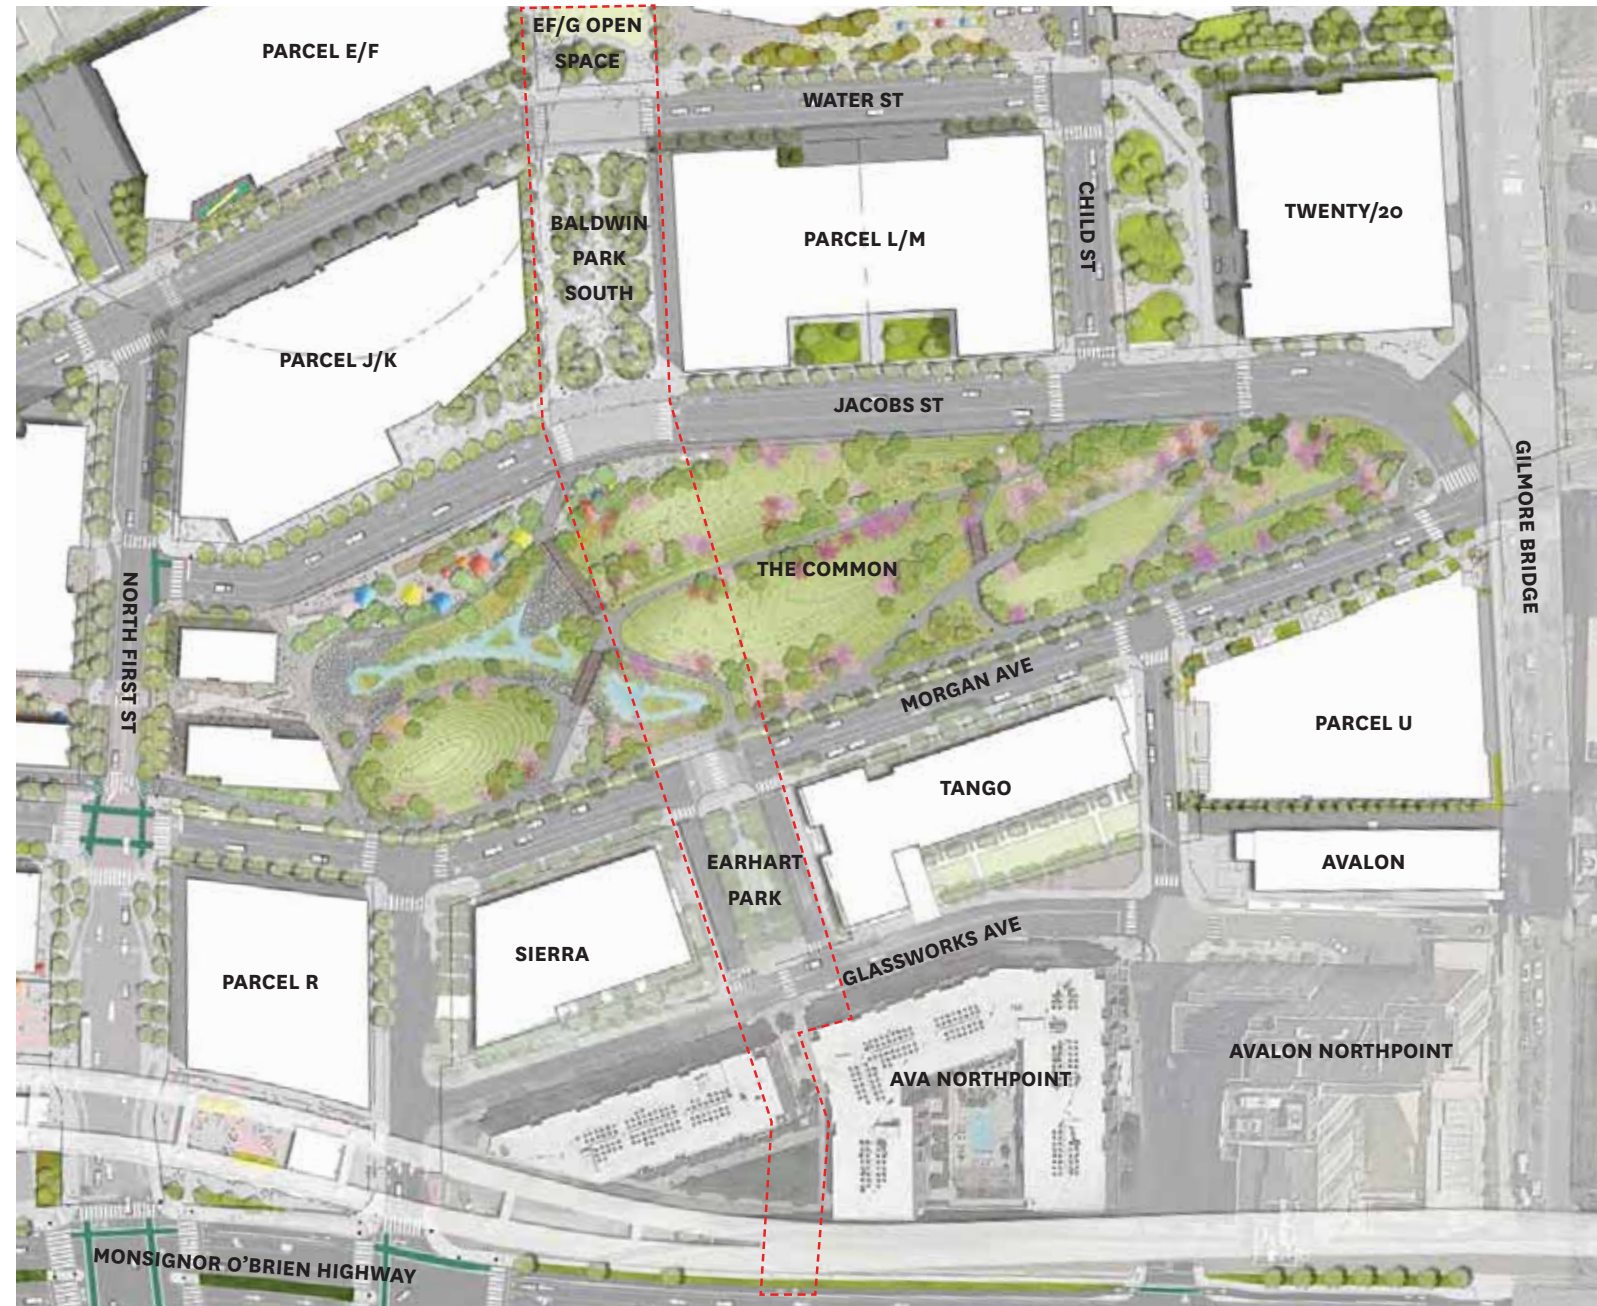 EF/G OPEN
SPACE
PARCEL E/F
WATER ST
CHILD ST
TWENTY/20
BALDWIN
PARK
SOUTH
PARCEL L/M
PARCEL J/K
JACOBS ST
GILMORE BRIDGE
THE COMMON
NORTH FIRST ST
MORGAN AVE
PARCEL U
TANGO
EARHART
PARK
AVALON
SIERRA
GLASSWORKS AVE
PARCEL R
AVALON NORTHPOINT
AVA NORTHPOINT
MONSIGNOR O'BRIEN HIGHWAY